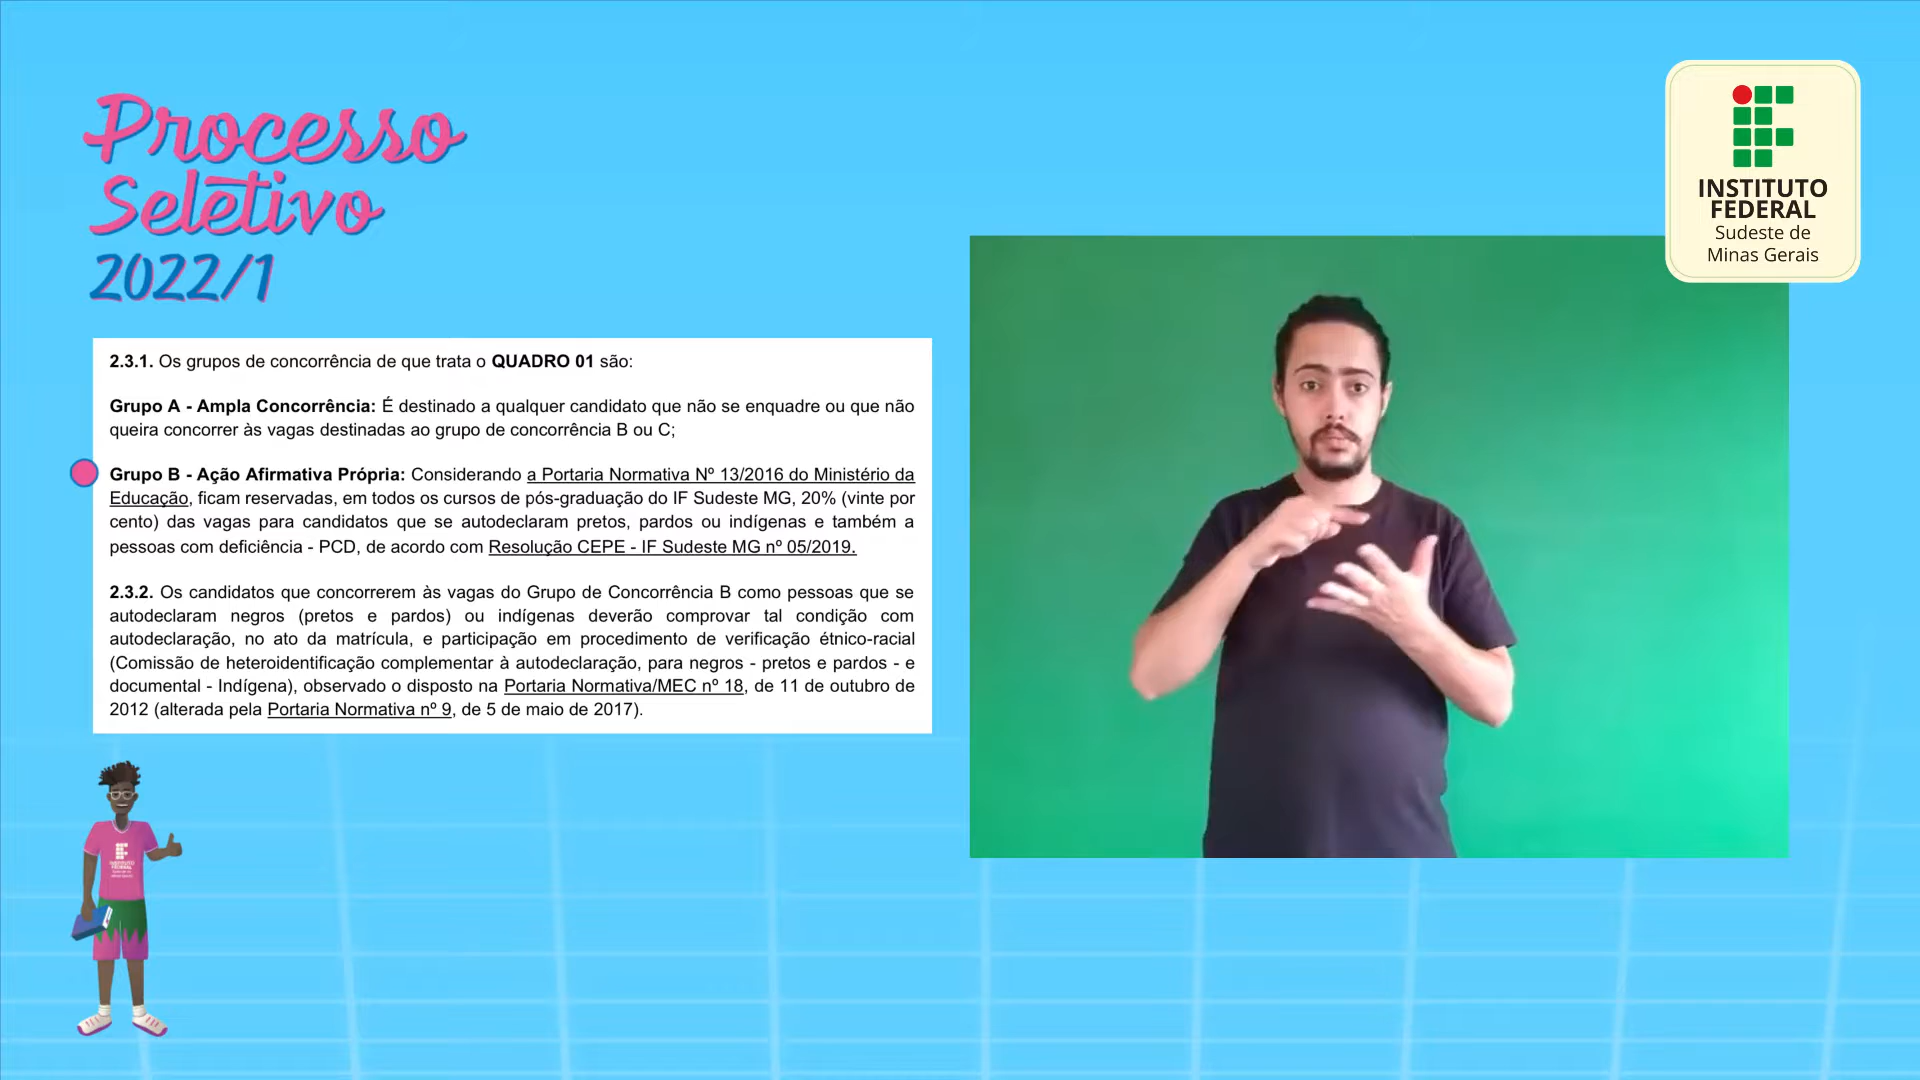 Processo
Seletivo
2022/1
INSTITUTO
FEDERAL
Sudeste de
Minas Gerais
2.3.1. Os grupos de concorrência de que trata o QUADRO 01 são:
Grupo A - Ampla Concorrência: É destinado a qualquer candidato que não se enquadre ou que não
queira concorrer às vagas destinadas ao grupo de concorrência B ou C;
Grupo B - Ação Afirmativa Própria: Considerando a Portaria Normativa Nº 13/2016 do Ministério da
Educação, ficam reservadas, em todos os cursos de pós-graduação do IF Sudeste MG, 20% (vinte por
cento) das vagas para candidatos que se autodeclaram pretos, pardos ou indígenas e também a
pessoas com deficiência - PCD, de acordo com Resolução CEPE - IF Sudeste MG nº 05/2019.
2.3.2. Os candidatos que concorrerem às vagas do Grupo de Concorrência B como pessoas que se
autodeclaram negros (pretos e pardos) ou indígenas deverão comprovar tal condição com
autodeclaração, no ato da matrícula, e participação em procedimento de verificação étnico-racial
(Comissão de heteroidentificação complementar à autodeclaração, para negros - pretos e pardos - e
documental - Indígena), observado o disposto na Portaria Normativa/MEC nº 18, de 11 de outubro de
2012 (alterada pela Portaria Normativa nº 9, de 5 de maio de 2017).
INSTITUTO
FEDERAL